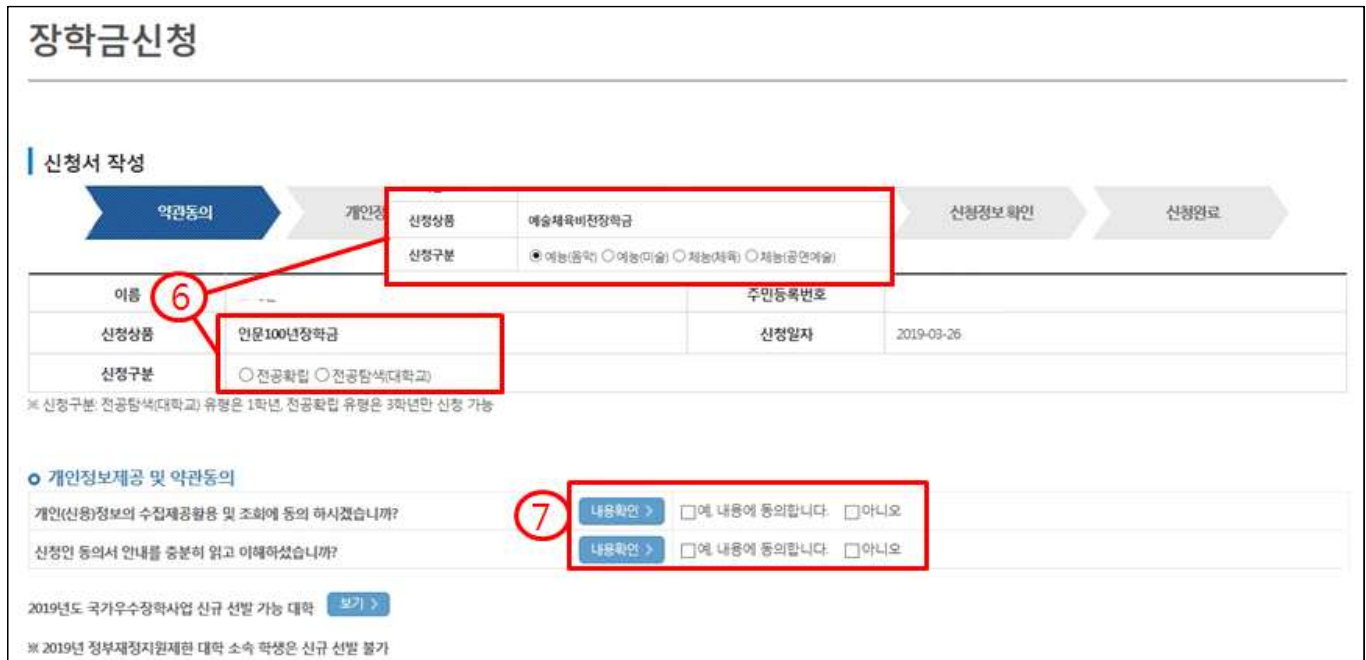 장학금신청
신청서 작성
약관동의
개인정
신청정보 확인
신청완료
신청상품 예술체육비전장학금
신청구분 예능(음악) 예능(미술) 체능(체육) 체능(공연예술)
6
이름 주민등록번호
신청상품 인문100년장학금 신청일자 2019-03-26
신청구분 전공확립 전공탐색(대학교)
※ 신청구분: 전공탐색(대학교) 유형은 1학년, 전공확립 유형은 3학년만 신청 가능
개인정보제공 및 약관동의
7
개인(신용)정보의 수집제공활용 및 조회에 동의 하시겠습니까? 내용확인 > 예, 내용에 동의합니다. 아니오
신청인 동의서 안내를 충분히 읽고 이해하셨습니까? 내용확인 > 예, 내용에 동의합니다. 아니오
2019년도 국가우수장학사업 신규 선발 가능 대학 보기 >
※ 2019년 정부재정지원제한 대학 소속 학생은 신규 선발 불가